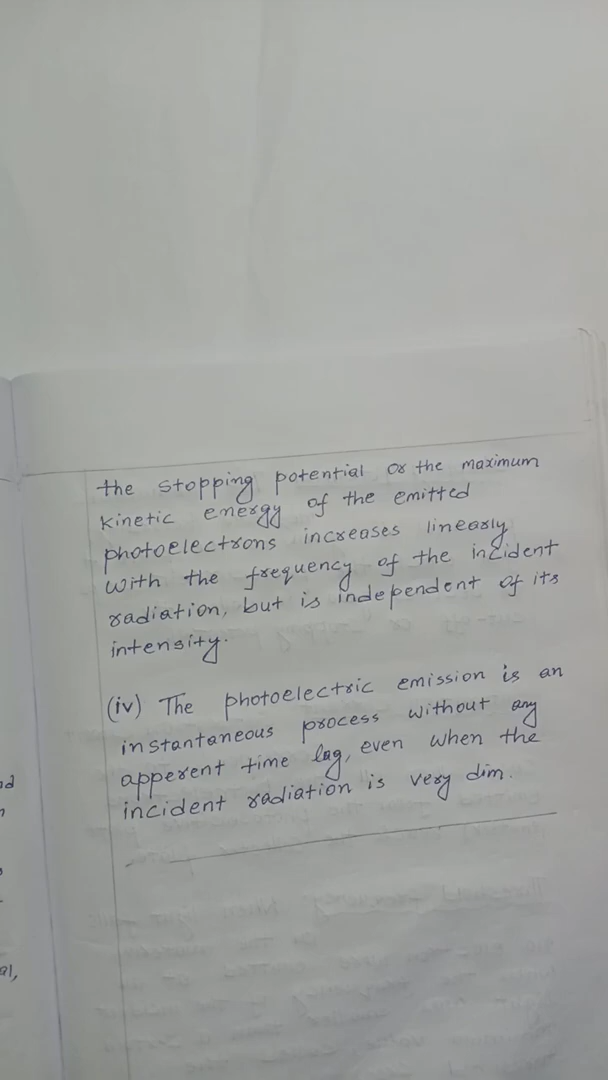 the stopping potential or the maximum
kinetic energy of the emitted
photoelectrons increases linearly
with the frequency of the incident
radiation, but is independent of its
intensity.
(iv) The photoelectric emission is an
instantaneous process without any
apperent time lag, even when the
incident radiation is very dim.
al,